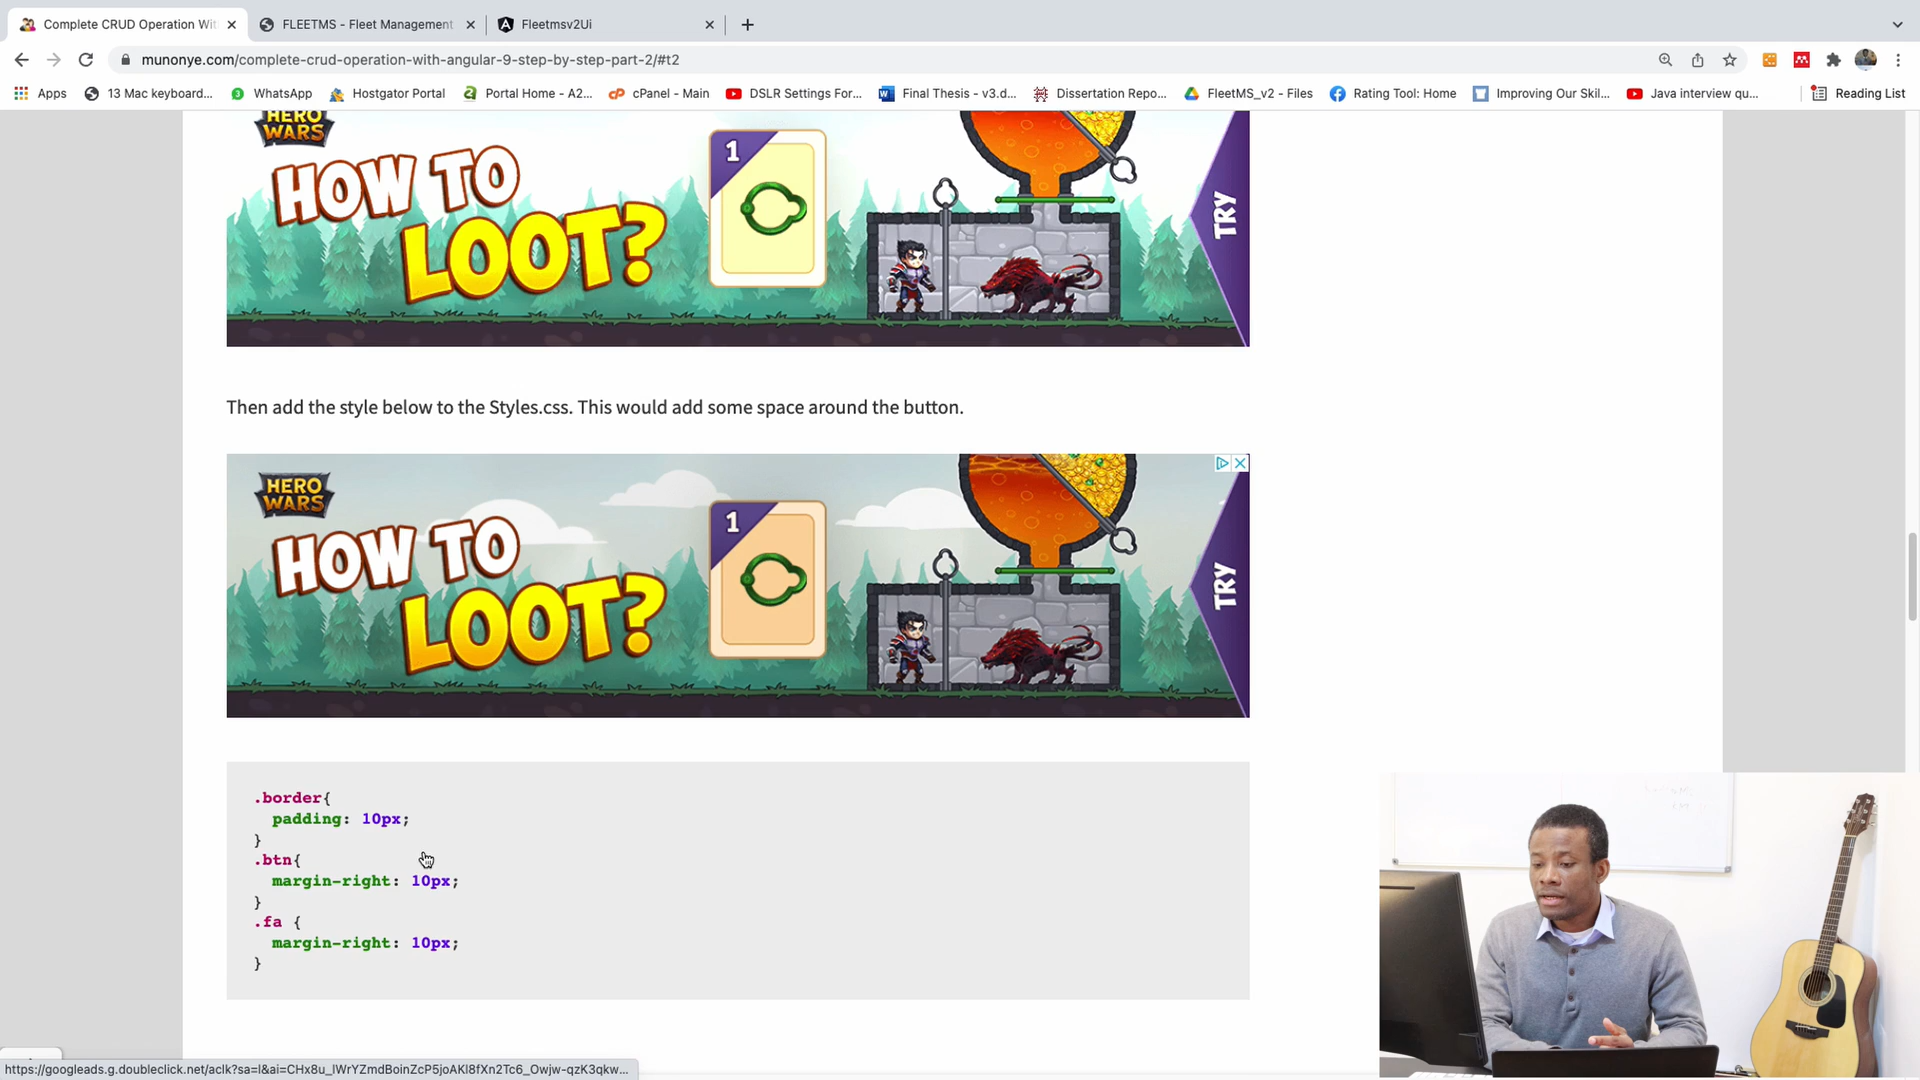 Complete CRUD Operation Wit
FLEETMS - Fleet Management
Fleetmsv2Ui
munonye.com/complete-crud-operation-with-angular-9-step-by-step-part-2/#t2
Apps
13 Mac keyboard...
WhatsApp
Hostgator Portal
Portal Home - A2...
cPanel - Main
DSLR Settings For...
Final Thesis - v3.d...
Dissertation Repo...
FleetMS_v2 - Files
Rating Tool: Home
Improving Our Skil...
Java interview qu...
Reading List
HERO
WARS
HOW TO
LOOT?
1
TRY
Then add the style below to the Styles.css. This would add some space around the button.
HERO
WARS
HOW TO
LOOT?
1
TRY
.border{
padding: 10px;
}
.btn{
margin-right: 10px;
}
.fa {
margin-right: 10px;
}
https://googleads.g.doubleclick.net/aclk?sa=l&ai=CHx8u_lWrYZmdBoinZcP5joAKl8fXn2Tc6_Owjw-qzK3qkw...